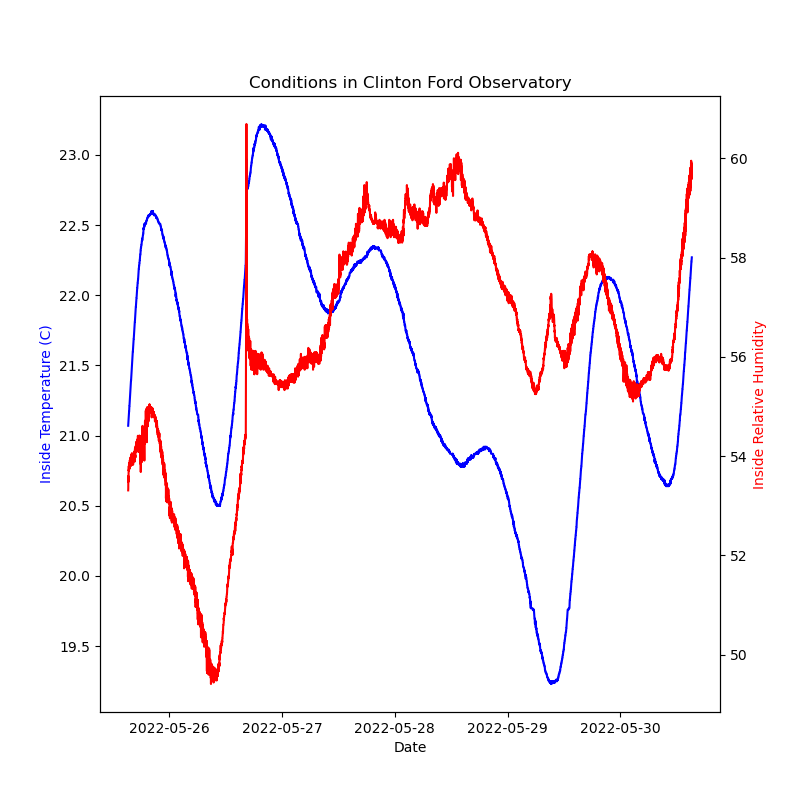 Conditions in Clinton Ford Observatory
Inside Temperature (C)
23.0
22.5
22.0
21.5
21.0
20.5
20.0
19.5
60
58
56
54
52
50
Inside Relative Humidity
2022-05-26 2022-05-27 2022-05-28 2022-05-29 2022-05-30
Date